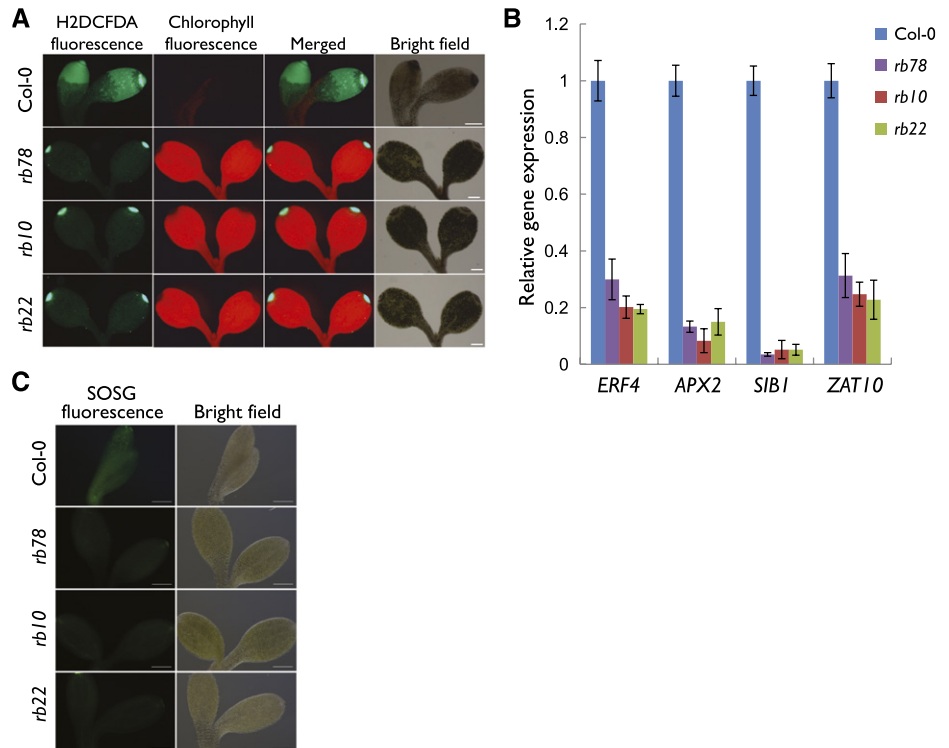 A
H2DCFDA fluorescence
Chlorophyll fluorescence
Merged
Bright field
Col-0
rb78
rb10
rb22
B
Relative gene expression
1.2
1
0.8
0.6
0.4
0.2
0
ERF4
APX2
SIB1
ZAT10
Col-0
rb78
rb10
rb22
C
SOSG fluorescence
Bright field
Col-0
rb78
rb10
rb22